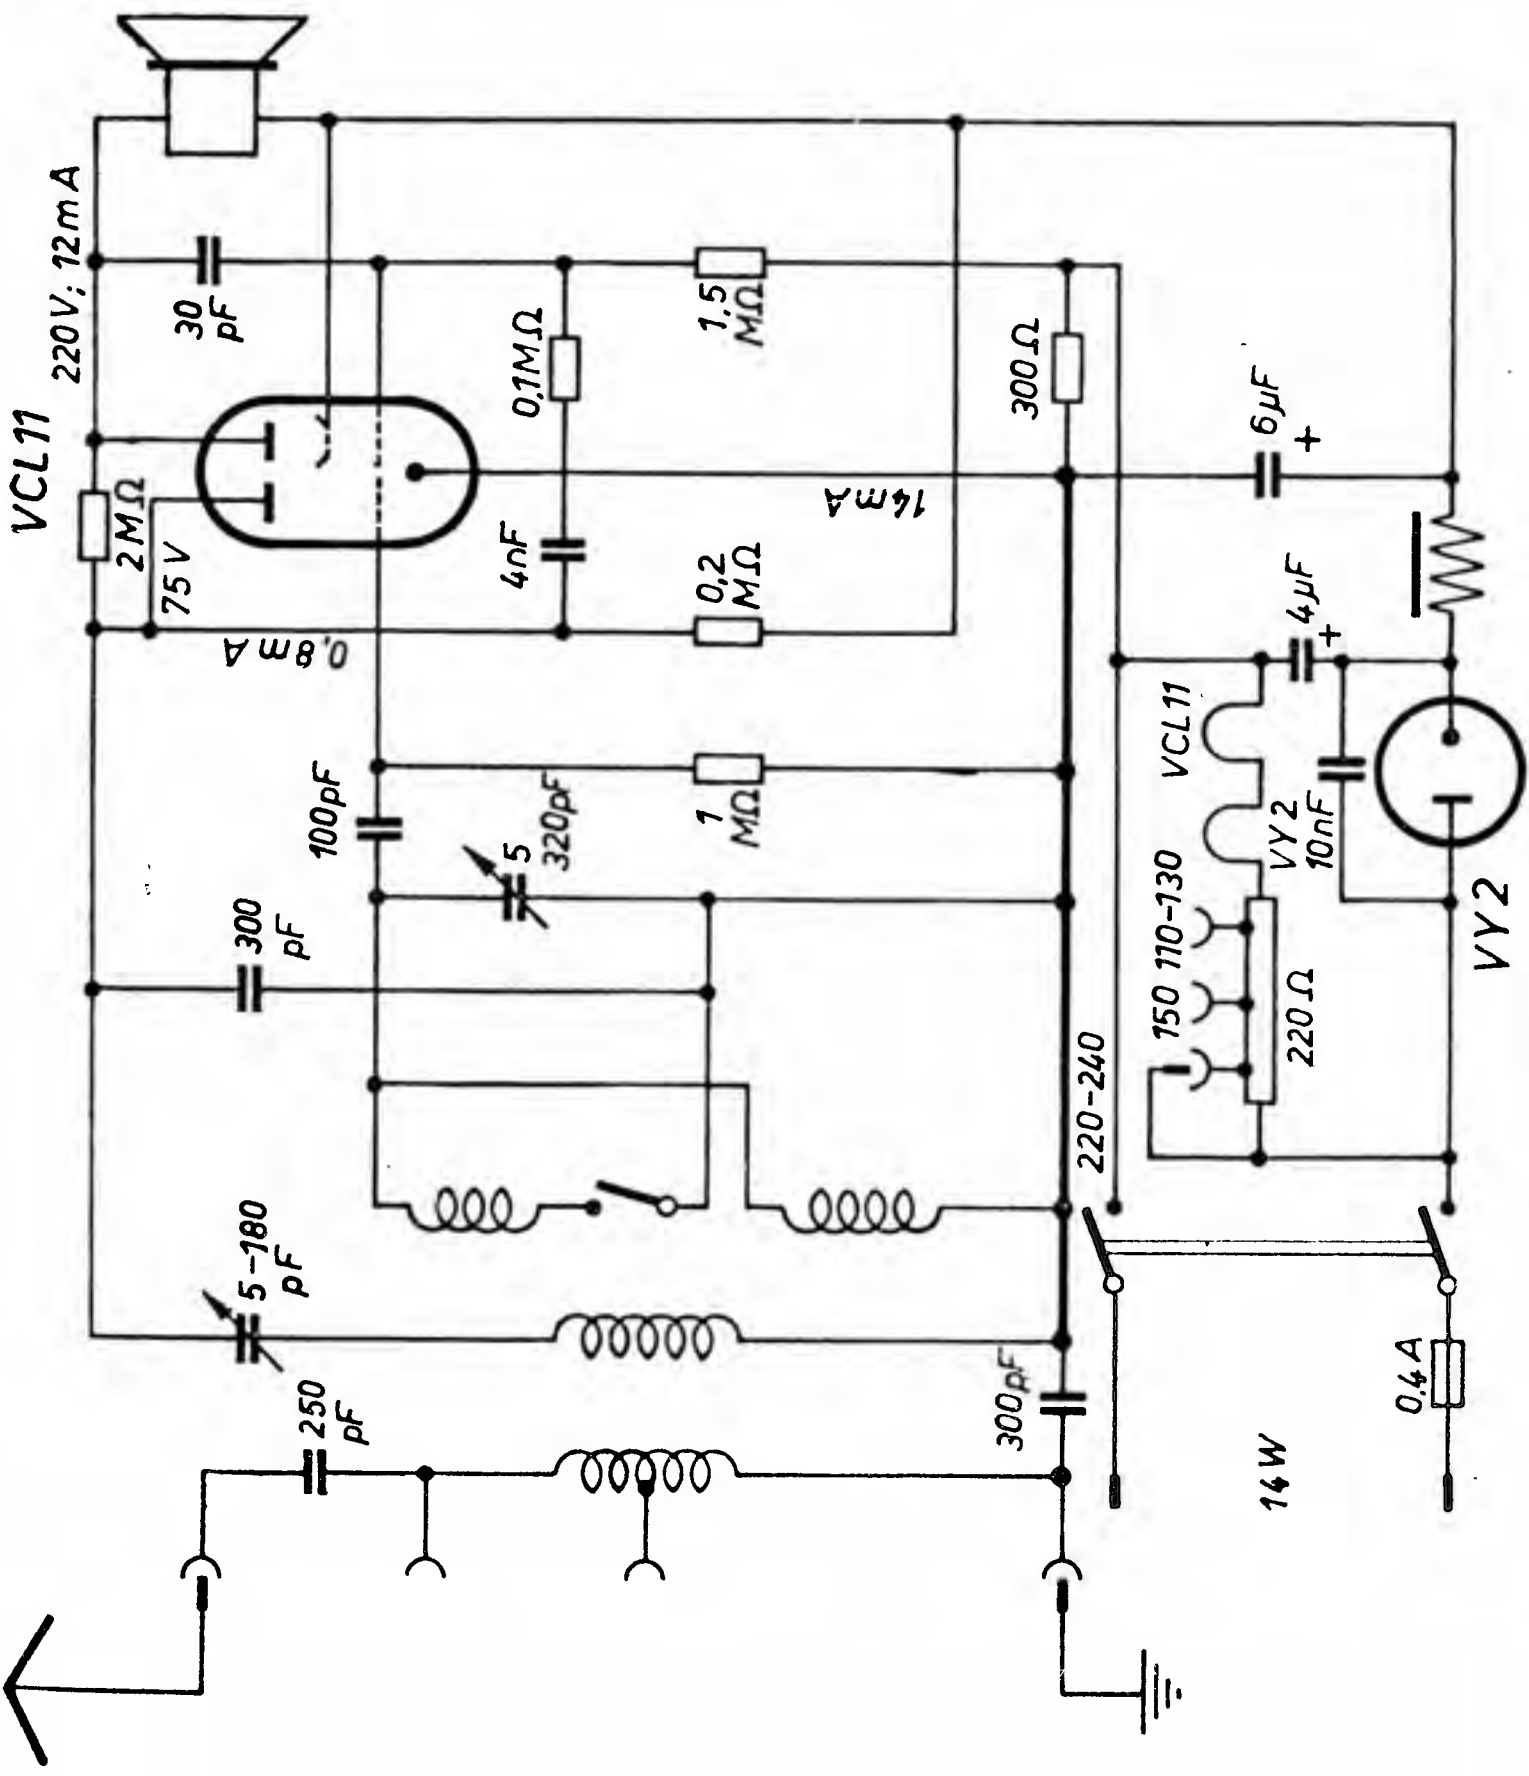 VCL11
220V; 12mA
2MΩ
75V
30
pF
5-180
pF
300
pF
0,8mA
250
pF
100pF
5
320pF
4nF
0,1MΩ
1
MΩ
0,2
MΩ
1,5
MΩ
14mA
300pF
300Ω
220-240
150 110-130
VCL11
14W
220Ω
VY2
10nF
4µF
+
6µF
+
0,4A
VY2